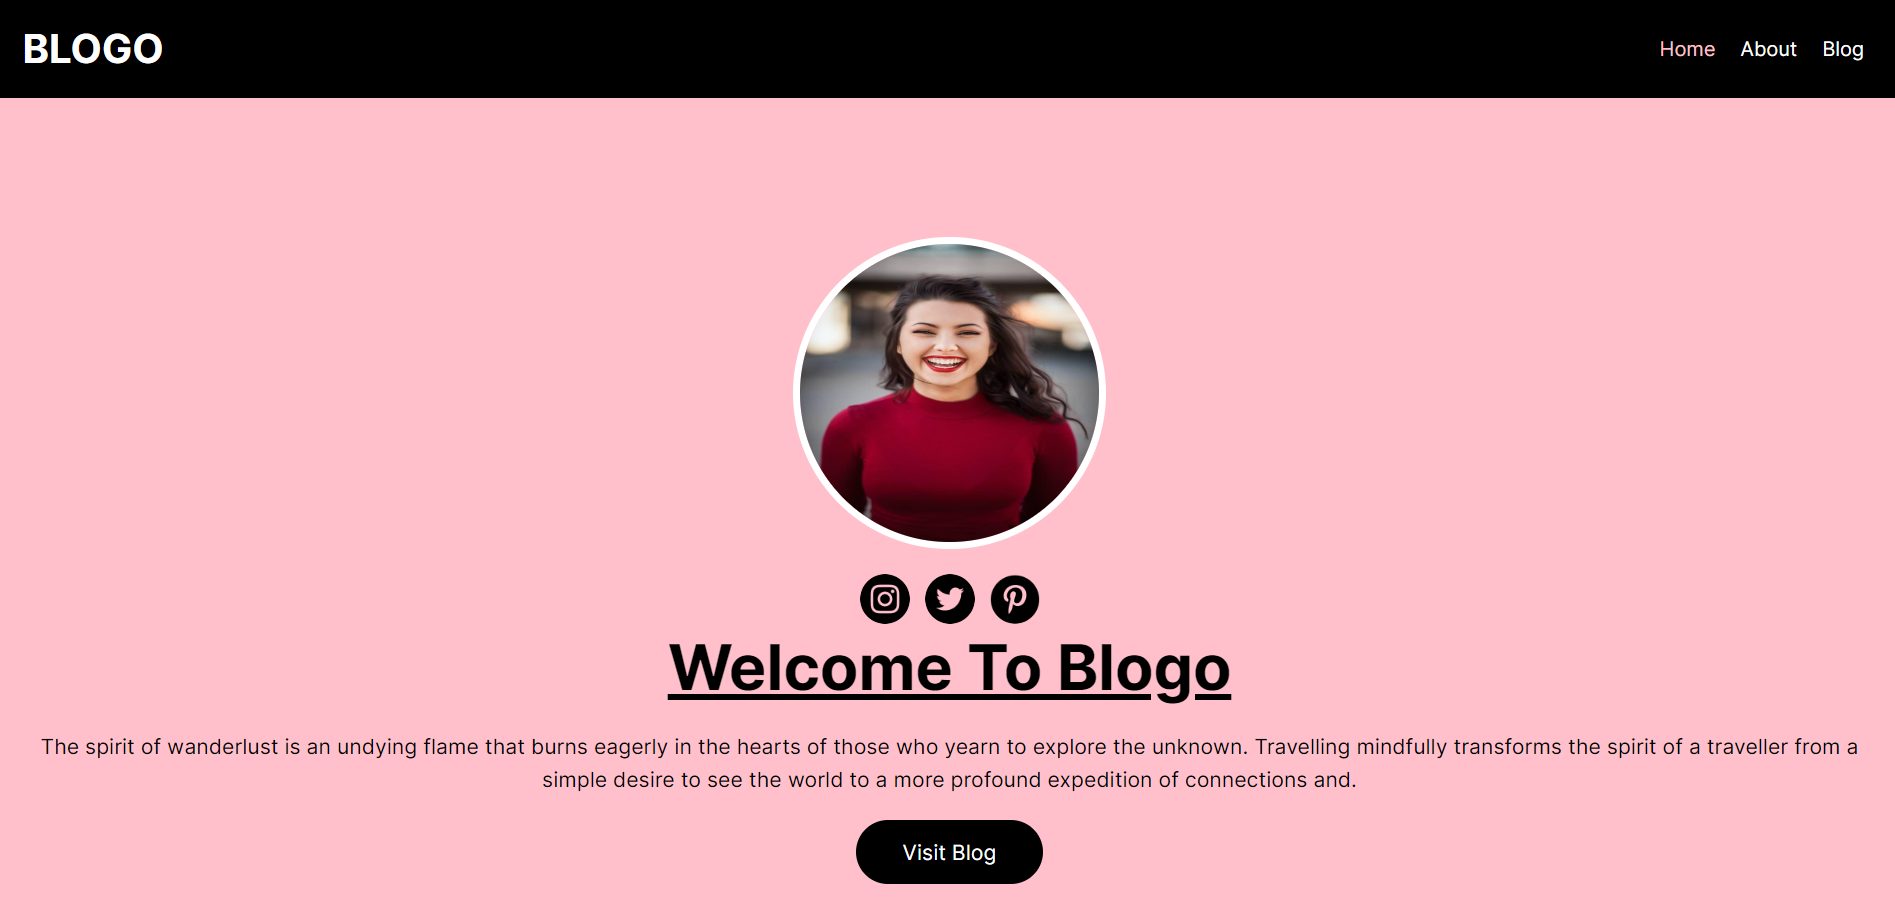 BLOGO
Home About Blog
Welcome To Blogo
The spirit of wanderlust is an undying flame that burns eagerly in the hearts of those who yearn to explore the unknown. Travelling mindfully transforms the spirit of a traveller from a
simple desire to see the world to a more profound expedition of connections and.
Visit Blog